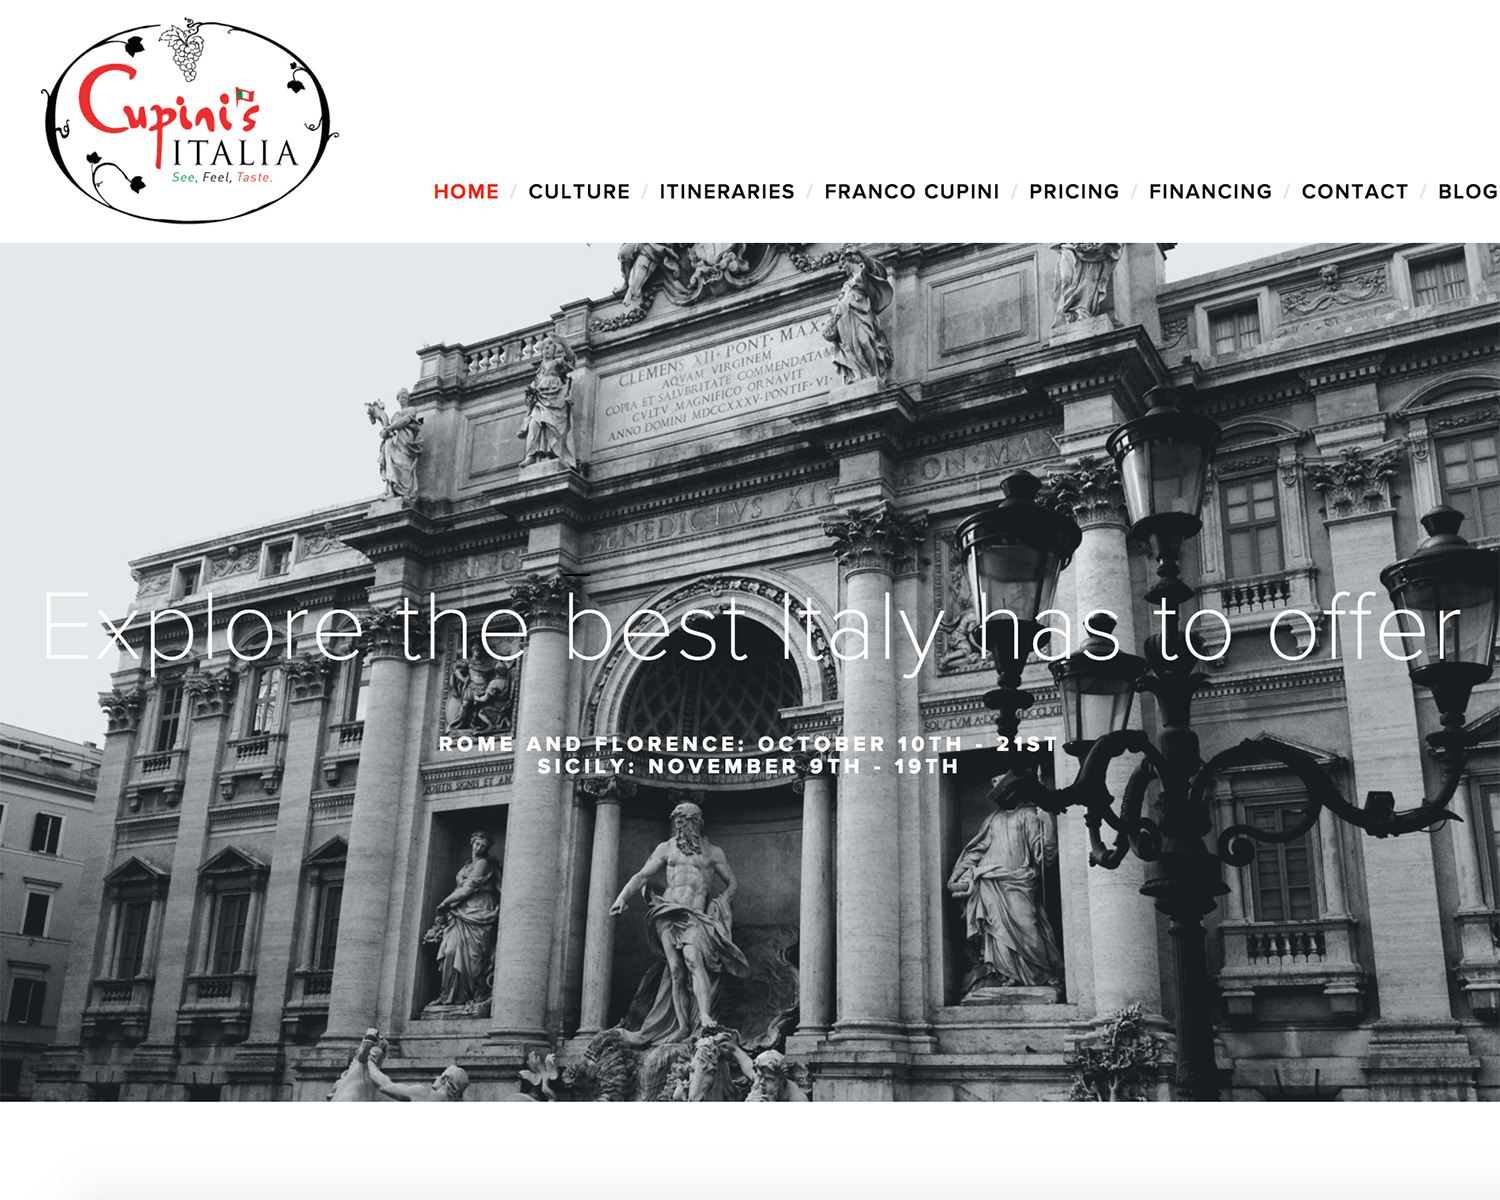 Cupini's
ITALIA
See, Feel, Taste.
HOME / CULTURE / ITINERARIES / FRANCO CUPINI / PRICING / FINANCING / CONTACT / BLOG
CLEMENS XII · PONT · MAX ·
AQVAM VIRGINEM
COPIA ET SALVBRITATE COMMENDATAM
CVLTV MAGNIFICO ORNAVIT
ANNO DOMINI MDCCXXXV · PONTIF · VI ·
BENEDICTVS XIV PON · MAX
Explore the best Italy has to offer
ROME AND FLORENCE: OCTOBER 10TH - 21ST
SICILY: NOVEMBER 9TH - 19TH